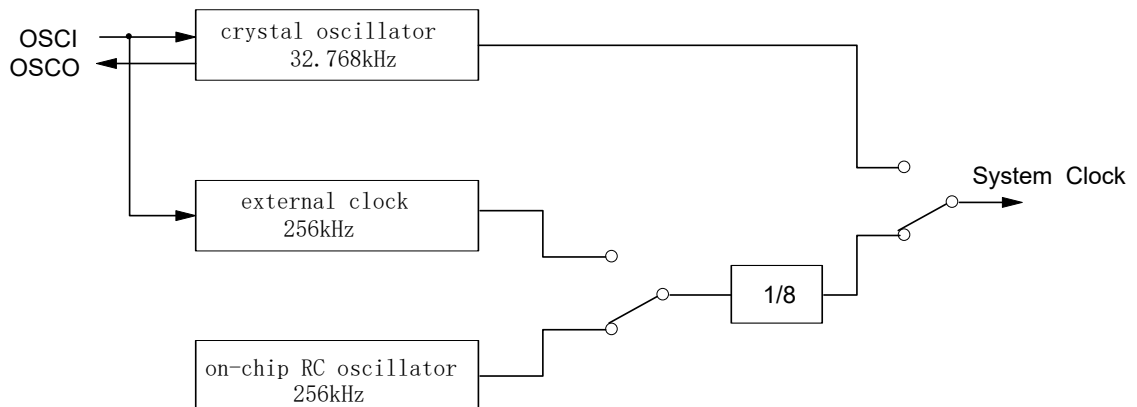 OSCI
OSCO
crystal oscillator
32.768kHz
external clock
256kHz
System Clock
1/8
on-chip RC oscillator
256kHz